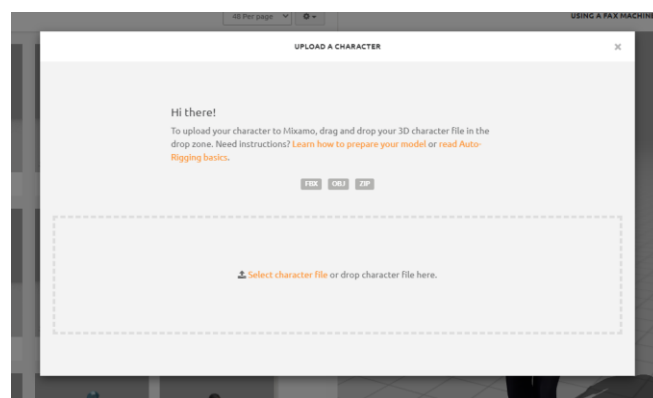 48 Per page
USING A FAX MACHINE
UPLOAD A CHARACTER
×
Hi there!
To upload your character to Mixamo, drag and drop your 3D character file in the
drop zone. Need instructions? Learn how to prepare your model or read Auto-
Rigging basics.
FBX OBJ ZIP
Select character file or drop character file here.